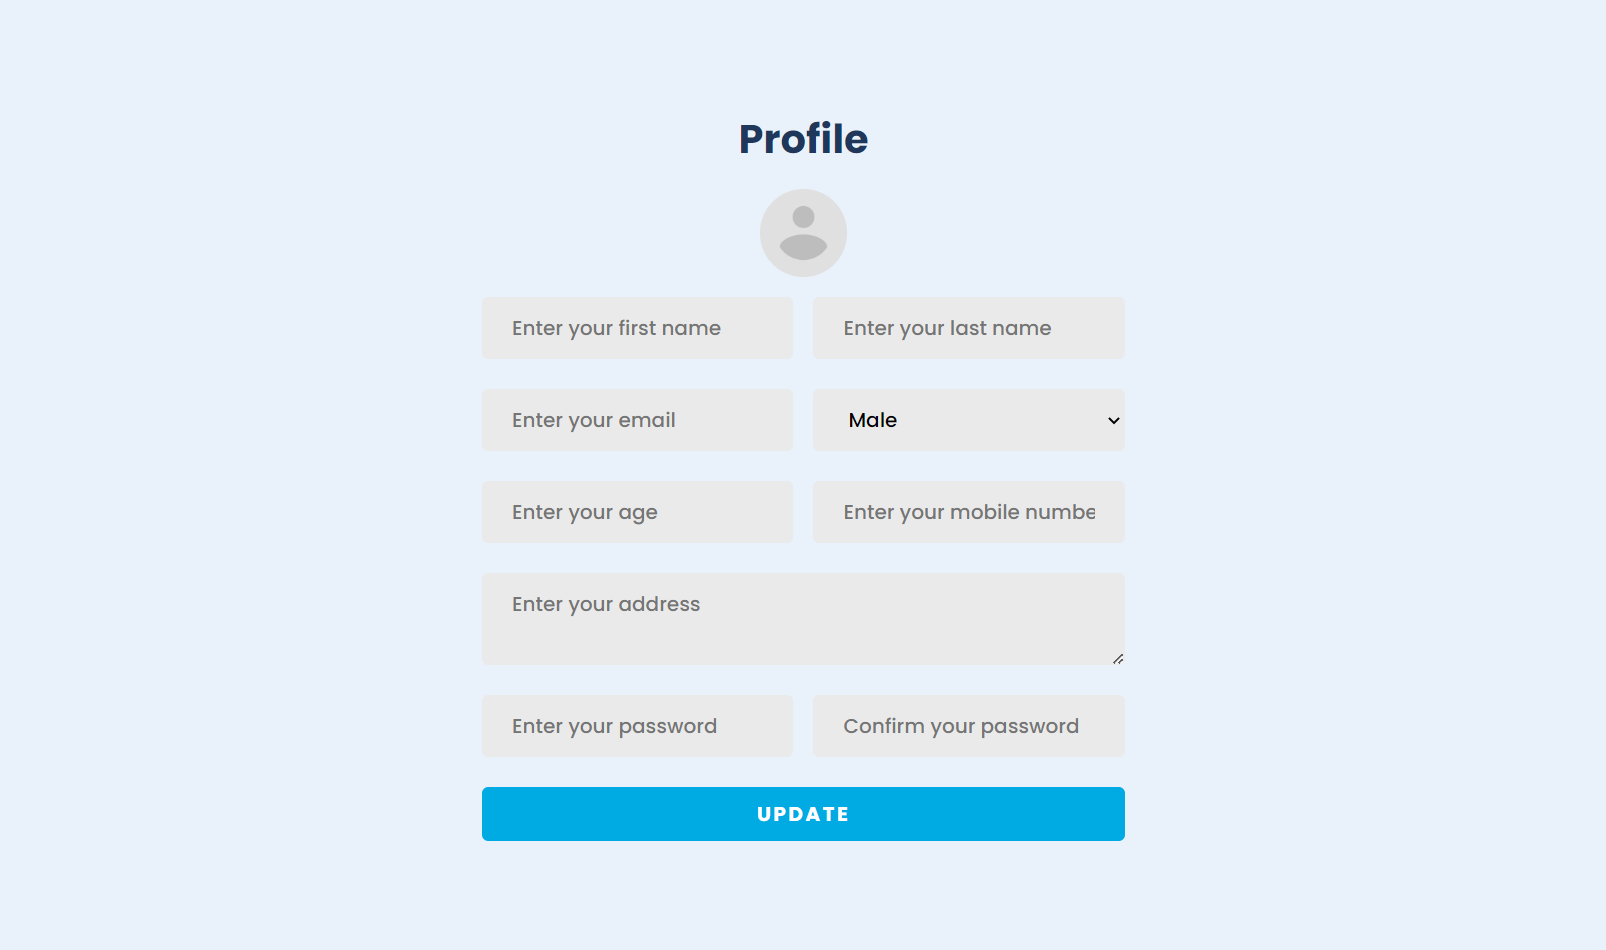 Profile
Enter your first name
Enter your last name
Enter your email
Male
Enter your age
Enter your mobile numbe
Enter your address
Enter your password
Confirm your password
UPDATE